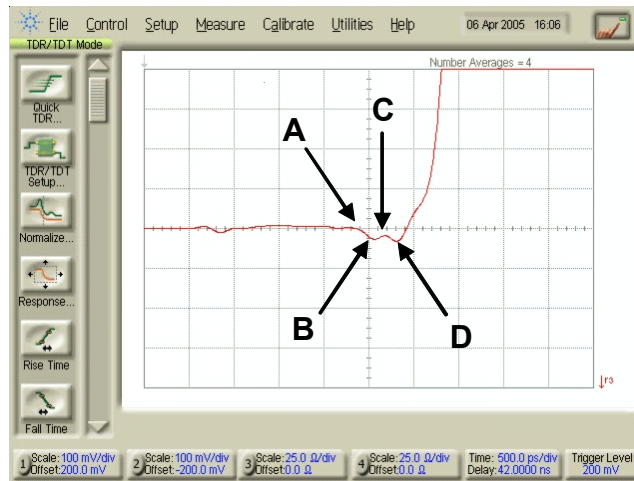 File Control Setup Measure Calibrate Utilities Help 06 Apr 2005 16:06
TDR/TDT Mode
Number Averages = 4
Quick
TDR...
TDR/TDT
Setup...
Normalize...
Response...
Rise Time
Fall Time
A
C
B
D
r3
1 Scale: 100 mV/div
Offset:200.0 mV
2 Scale: 100 mV/div
Offset:-200.0 mV
3 Scale:25.0 Ω/div
Offset:0.0 Ω
4 Scale:25.0 Ω/div
Offset:0.0 Ω
Time: 500.0 ps/div
Delay:42.0000 ns
Trigger Level
200 mV